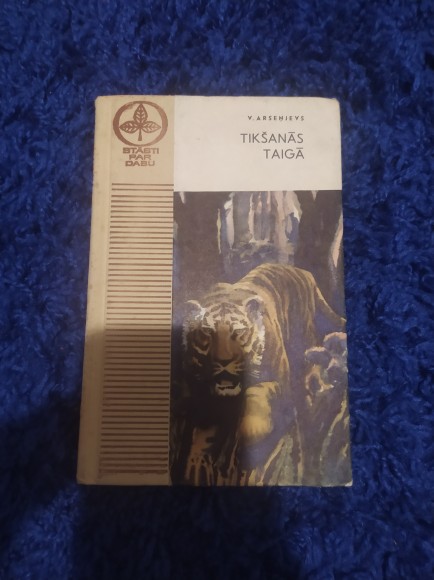 STĀSTI
PAR
DABU
V. ARSEŅJEVS
TIKŠANĀS
TAIGĀ